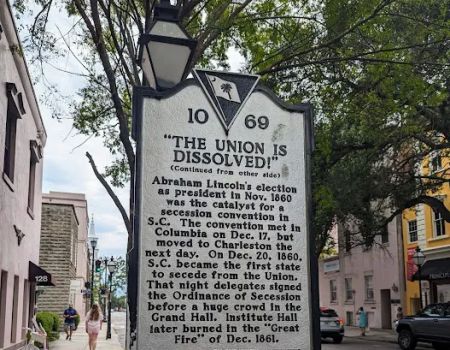 10 69
"THE UNION IS
DISSOLVED!"
(Continued from other side)
Abraham Lincoln's election
as president in Nov. 1860
was the catalyst for a
secession convention in
S.C. The convention met in
Columbia on Dec. 17, but
moved to Charleston the
next day. On Dec. 20, 1860,
S.C. became the first state
to secede from the Union.
That night delegates signed
the Ordinance of Secession
before a huge crowd in the
Grand Hall. Institute Hall
later burned in the "Great
Fire" of Dec. 1861.
128